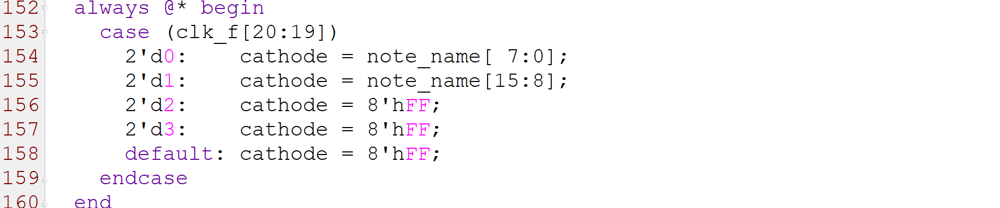 152 always @* begin
153 case (clk_f[20:19])
154 2'd0: cathode = note_name[ 7:0];
155 2'd1: cathode = note_name[15:8];
156 2'd2: cathode = 8'hFF;
157 2'd3: cathode = 8'hFF;
158 default: cathode = 8'hFF;
159 endcase
160 end